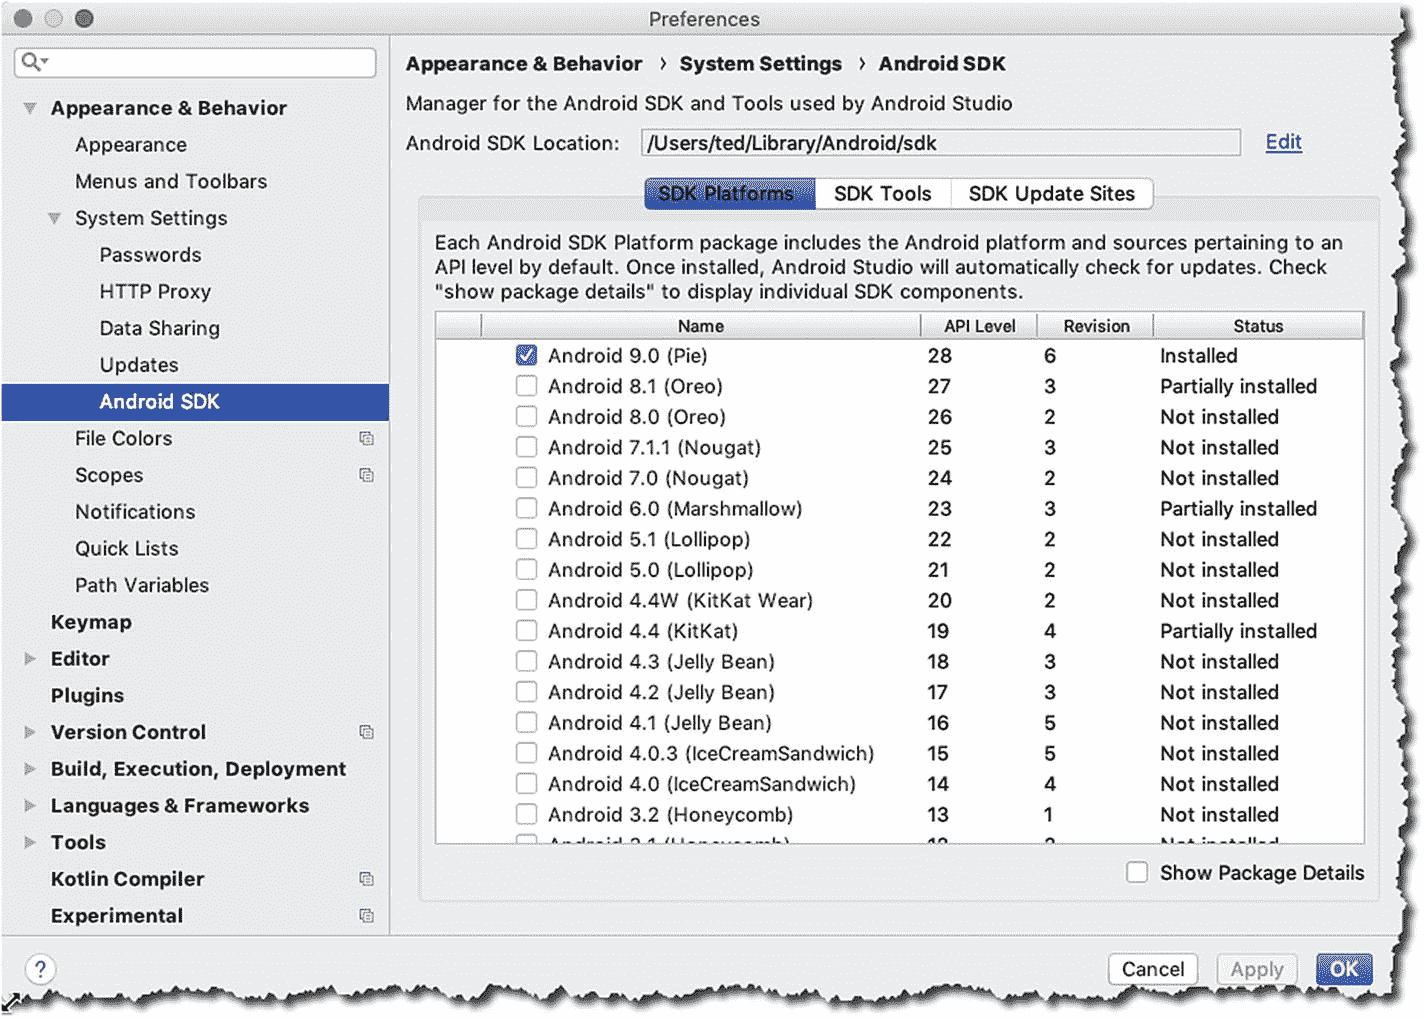 Preferences
Appearance & Behavior
Appearance
Menus and Toolbars
System Settings
Passwords
HTTP Proxy
Data Sharing
Updates
Android SDK
File Colors
Scopes
Notifications
Quick Lists
Path Variables
Keymap
Editor
Plugins
Version Control
Build, Execution, Deployment
Languages & Frameworks
Tools
Kotlin Compiler
Experimental
Appearance & Behavior › System Settings › Android SDK
Manager for the Android SDK and Tools used by Android Studio
Android SDK Location: /Users/ted/Library/Android/sdk Edit
SDK Platforms SDK Tools SDK Update Sites
Each Android SDK Platform package includes the Android platform and sources pertaining to an
API level by default. Once installed, Android Studio will automatically check for updates. Check
"show package details" to display individual SDK components.
Name API Level Revision Status
Android 9.0 (Pie) 28 6 Installed
Android 8.1 (Oreo) 27 3 Partially installed
Android 8.0 (Oreo) 26 2 Not installed
Android 7.1.1 (Nougat) 25 3 Not installed
Android 7.0 (Nougat) 24 2 Not installed
Android 6.0 (Marshmallow) 23 3 Partially installed
Android 5.1 (Lollipop) 22 2 Not installed
Android 5.0 (Lollipop) 21 2 Not installed
Android 4.4W (KitKat Wear) 20 2 Not installed
Android 4.4 (KitKat) 19 4 Partially installed
Android 4.3 (Jelly Bean) 18 3 Not installed
Android 4.2 (Jelly Bean) 17 3 Not installed
Android 4.1 (Jelly Bean) 16 5 Not installed
Android 4.0.3 (IceCreamSandwich) 15 5 Not installed
Android 4.0 (IceCreamSandwich) 14 4 Not installed
Android 3.2 (Honeycomb) 13 1 Not installed
Show Package Details
? Cancel Apply OK